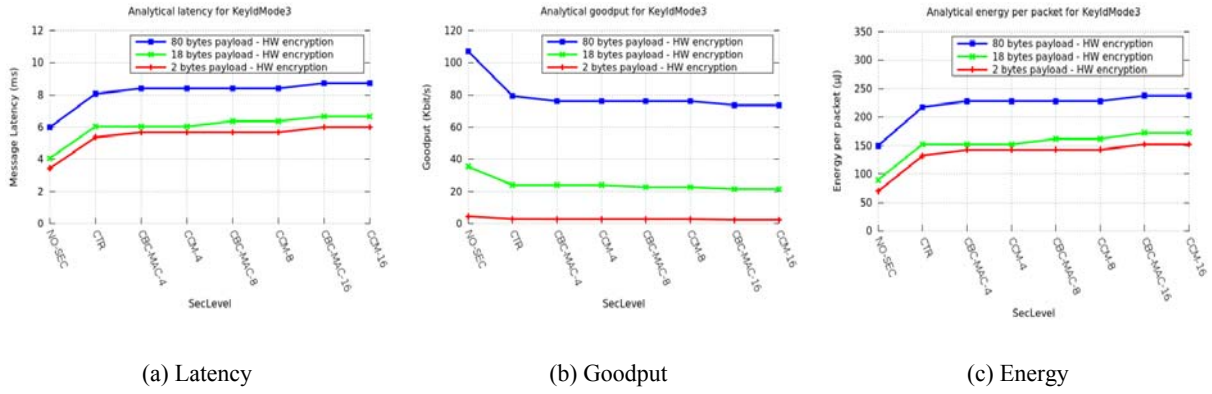 Analytical latency for KeyIdMode3
12
10
8
6
4
2
0
Message Latency (ms)
80 bytes payload - HW encryption
18 bytes payload - HW encryption
2 bytes payload - HW encryption
NO-SEC
CTR
CBC-MAC-4
CCM-4
CBC-MAC-8
CCM-8
CBC-MAC-16
CCM-16
SecLevel
(a) Latency
Analytical goodput for KeyIdMode3
120
100
80
60
40
20
0
Goodput (Kbit/s)
80 bytes payload - HW encryption
18 bytes payload - HW encryption
2 bytes payload - HW encryption
NO-SEC
CTR
CBC-MAC-4
CCM-4
CBC-MAC-8
CCM-8
CBC-MAC-16
CCM-16
SecLevel
(b) Goodput
Analytical energy per packet for KeyIdMode3
350
300
250
200
150
100
50
0
Energy per packet (μJ)
80 bytes payload - HW encryption
18 bytes payload - HW encryption
2 bytes payload - HW encryption
NO-SEC
CTR
CBC-MAC-4
CCM-4
CBC-MAC-8
CCM-8
CBC-MAC-16
CCM-16
SecLevel
(c) Energy